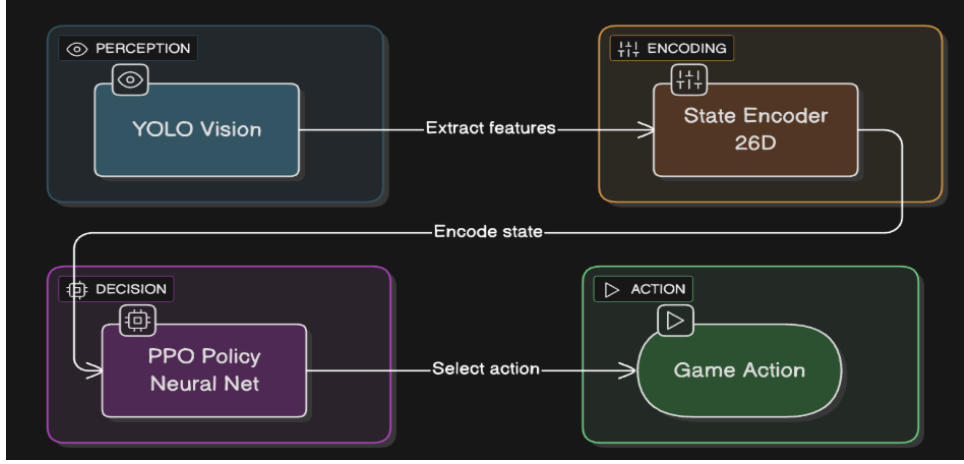 PERCEPTION
YOLO Vision
Extract features
ENCODING
State Encoder
26D
Encode state
DECISION
PPO Policy
Neural Net
Select action
ACTION
Game Action